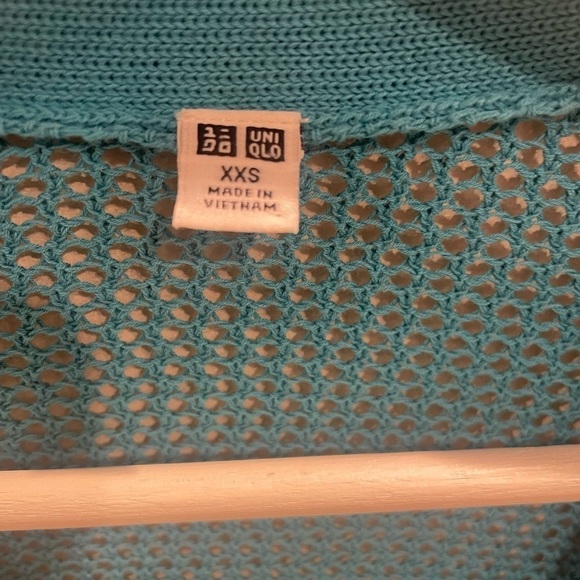 ユニ UNI
クロ QLO
XXS
MADE IN
VIETNAM